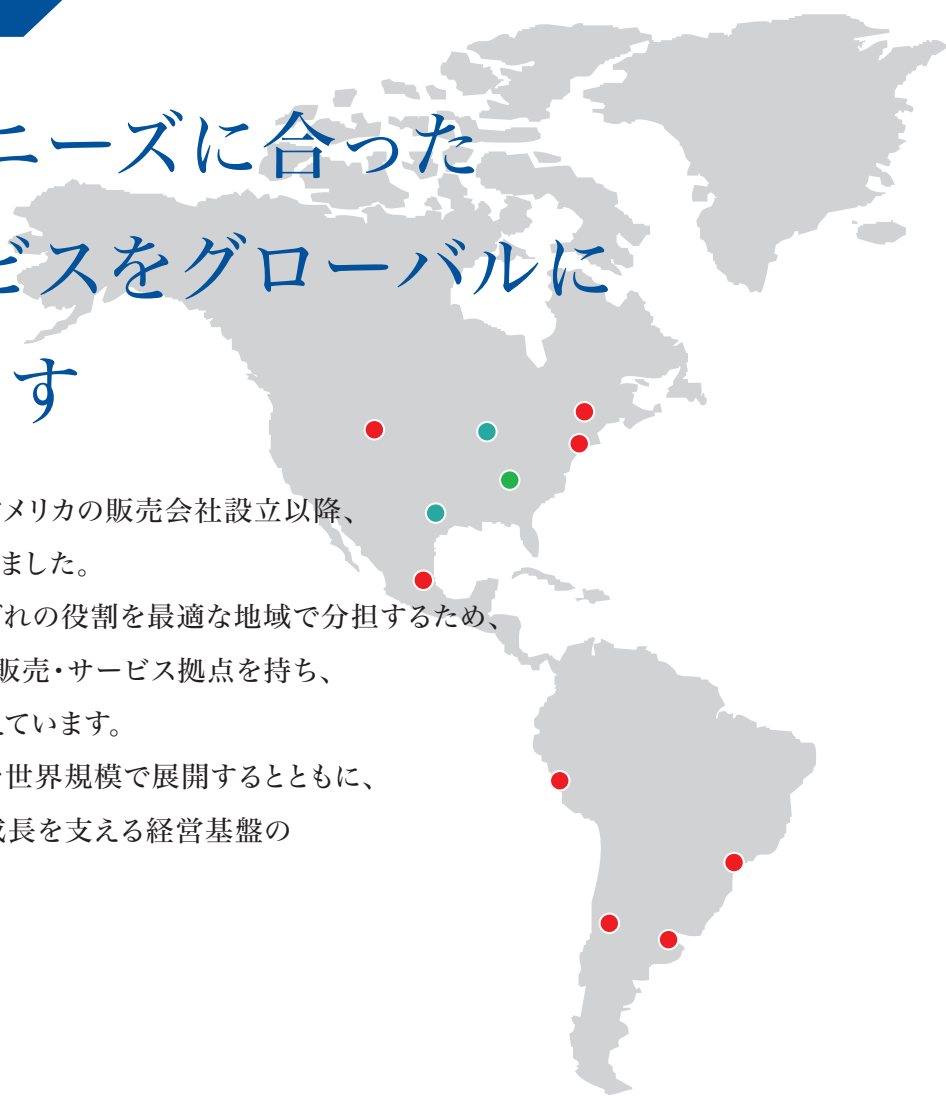 ニーズに合った
ビスをグローバルに
す
メリカの販売会社設立以降、
ました。
れの役割を最適な地域で分担するため、
販売・サービス拠点を持ち、
ています。
世界規模で展開するとともに、
長を支える経営基盤の